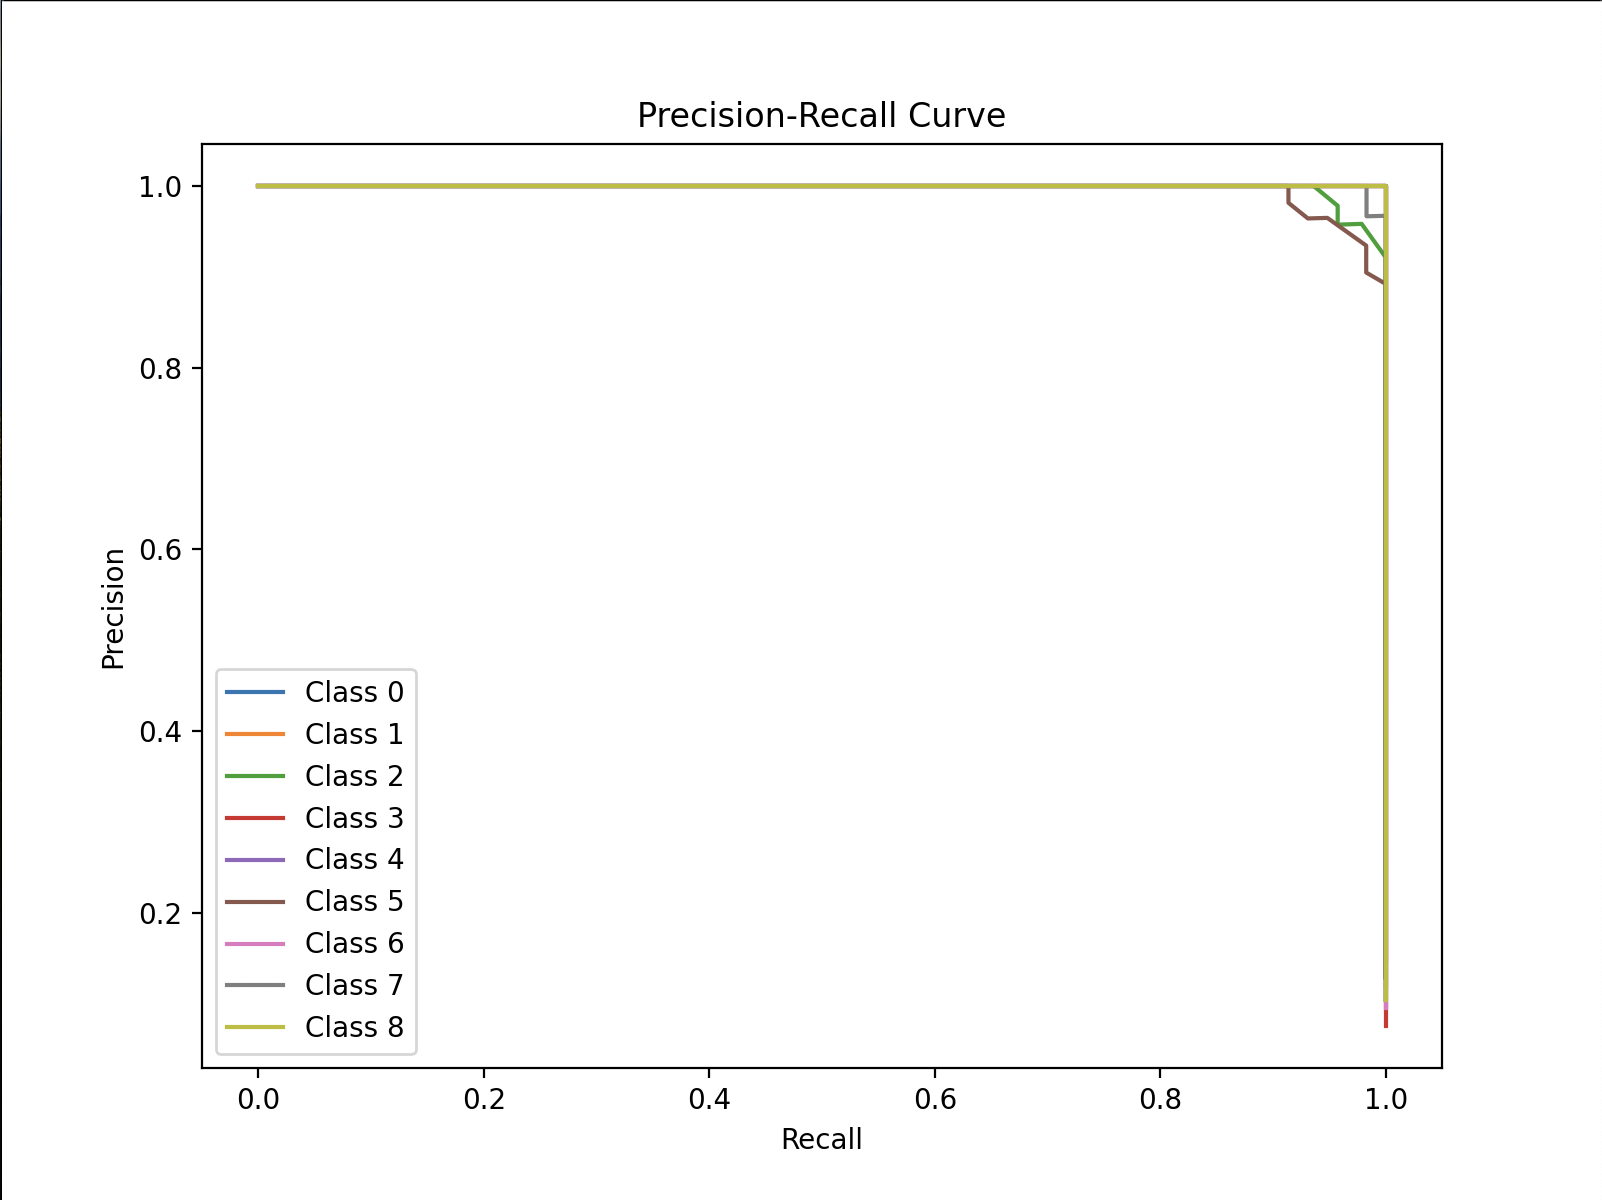 Precision-Recall Curve
1.0
0.8
0.6
0.4
0.2
Precision
Class 0
Class 1
Class 2
Class 3
Class 4
Class 5
Class 6
Class 7
Class 8
0.0 0.2 0.4 0.6 0.8 1.0
Recall